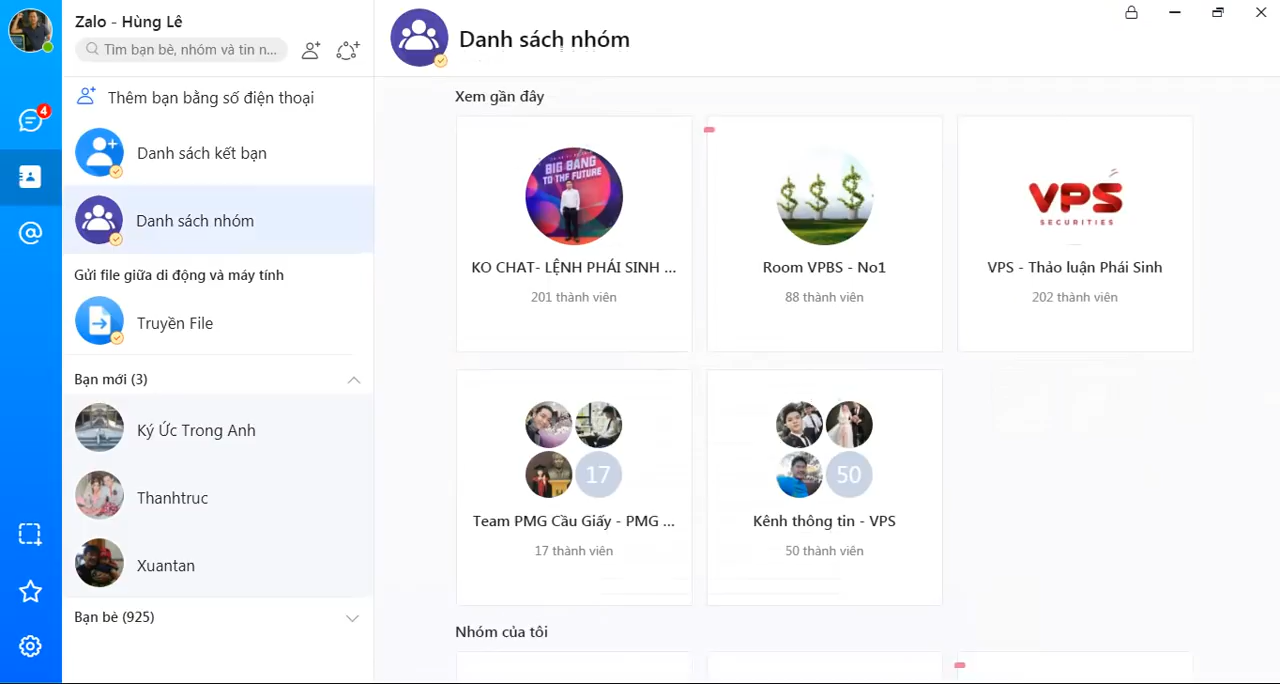 Zalo - Hùng Lê
Tìm bạn bè, nhóm và tin n...
4
Thêm bạn bằng số điện thoại
Danh sách kết bạn
Danh sách nhóm
Gửi file giữa di động và máy tính
Truyền File
Bạn mới (3)
Ký Ức Trong Anh
Thanhtruc
Xuantan
Bạn bè (925)
Danh sách nhóm
Xem gần đây
BIG BANG
TO THE FUTURE
KO CHAT- LỆNH PHÁI SINH ...
201 thành viên
Room VPBS - No1
88 thành viên
VPS
SECURITIES
VPS - Thảo luận Phái Sinh
202 thành viên
17
Team PMG Cầu Giấy - PMG ...
17 thành viên
50
Kênh thông tin - VPS
50 thành viên
Nhóm của tôi